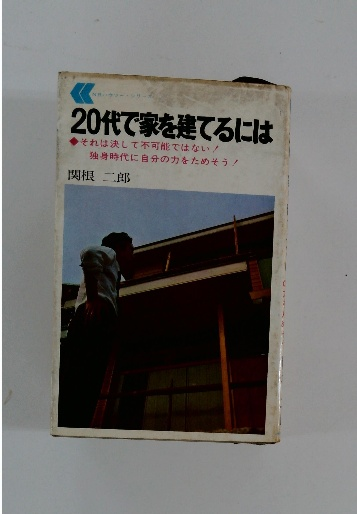 20代で家を建てるには
◆それは決して不可能ではない!
独身時代に自分の力をためそう!
関根 二郎